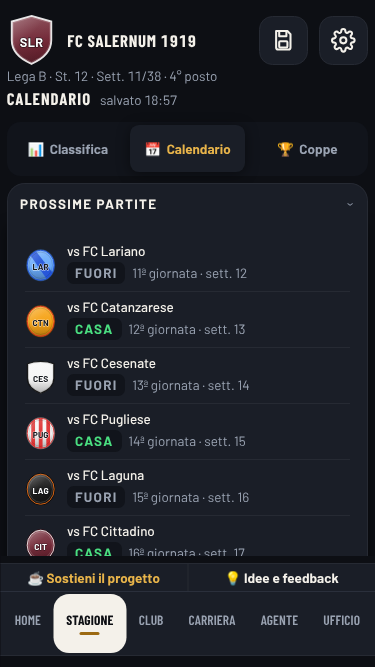 SLR
FC SALERNUM 1919
Lega B · St. 12 · Sett. 11/38 · 4° posto
CALENDARIO salvato 18:57
📊 Classifica
📅 Calendario
🏆 Coppe
PROSSIME PARTITE
LAR
vs FC Lariano
FUORI 11ª giornata · sett. 12
CTN
vs FC Catanzarese
CASA 12ª giornata · sett. 13
CES
vs FC Cesenate
FUORI 13ª giornata · sett. 14
PUG
vs FC Pugliese
CASA 14ª giornata · sett. 15
LAG
vs FC Laguna
FUORI 15ª giornata · sett. 16
CIT
vs FC Cittadino
CASA 16ª giornata · sett. 17
☕ Sostieni il progetto
💡 Idee e feedback
HOME
STAGIONE
CLUB
CARRIERA
AGENTE
UFFICIO